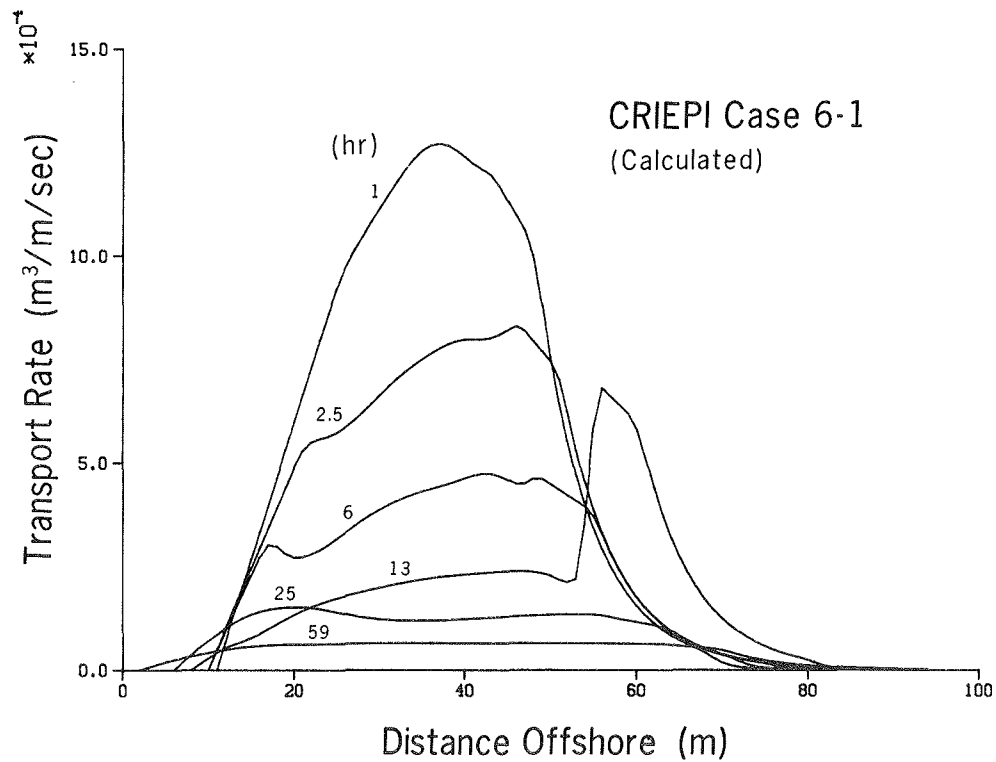 *10⁻⁴
15.0
CRIEPI Case 6-1
(hr)
(Calculated)
1
Transport Rate (m³/m/sec)
10.0
2.5
5.0
6
13
25
59
0.0
0 20 40 60 80 100
Distance Offshore (m)